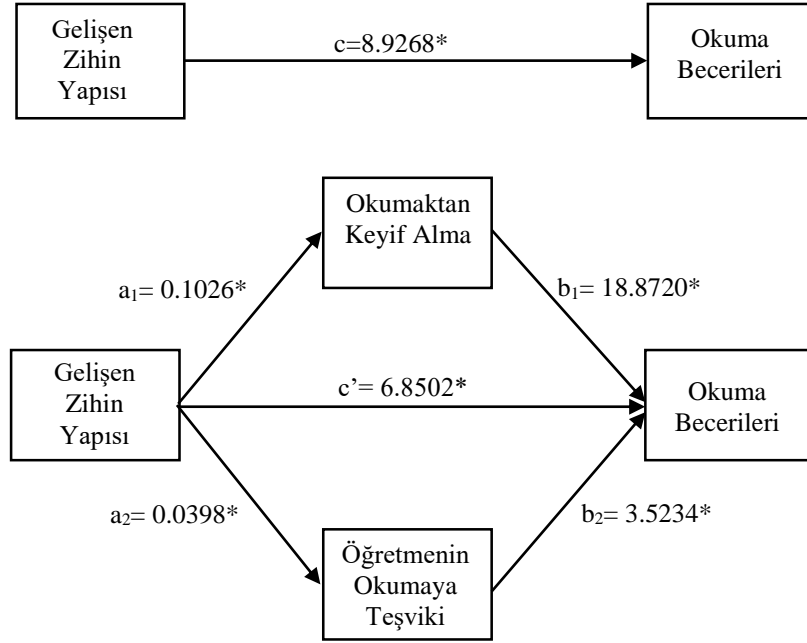 Gelişen
Zihin
Yapısı
c=8.9268*
Okuma
Becerileri
Okumaktan
Keyif Alma
a₁= 0.1026*
b₁= 18.8720*
Gelişen
Zihin
Yapısı
c’= 6.8502*
Okuma
Becerileri
a₂= 0.0398*
b₂= 3.5234*
Öğretmenin
Okumaya
Teşviki